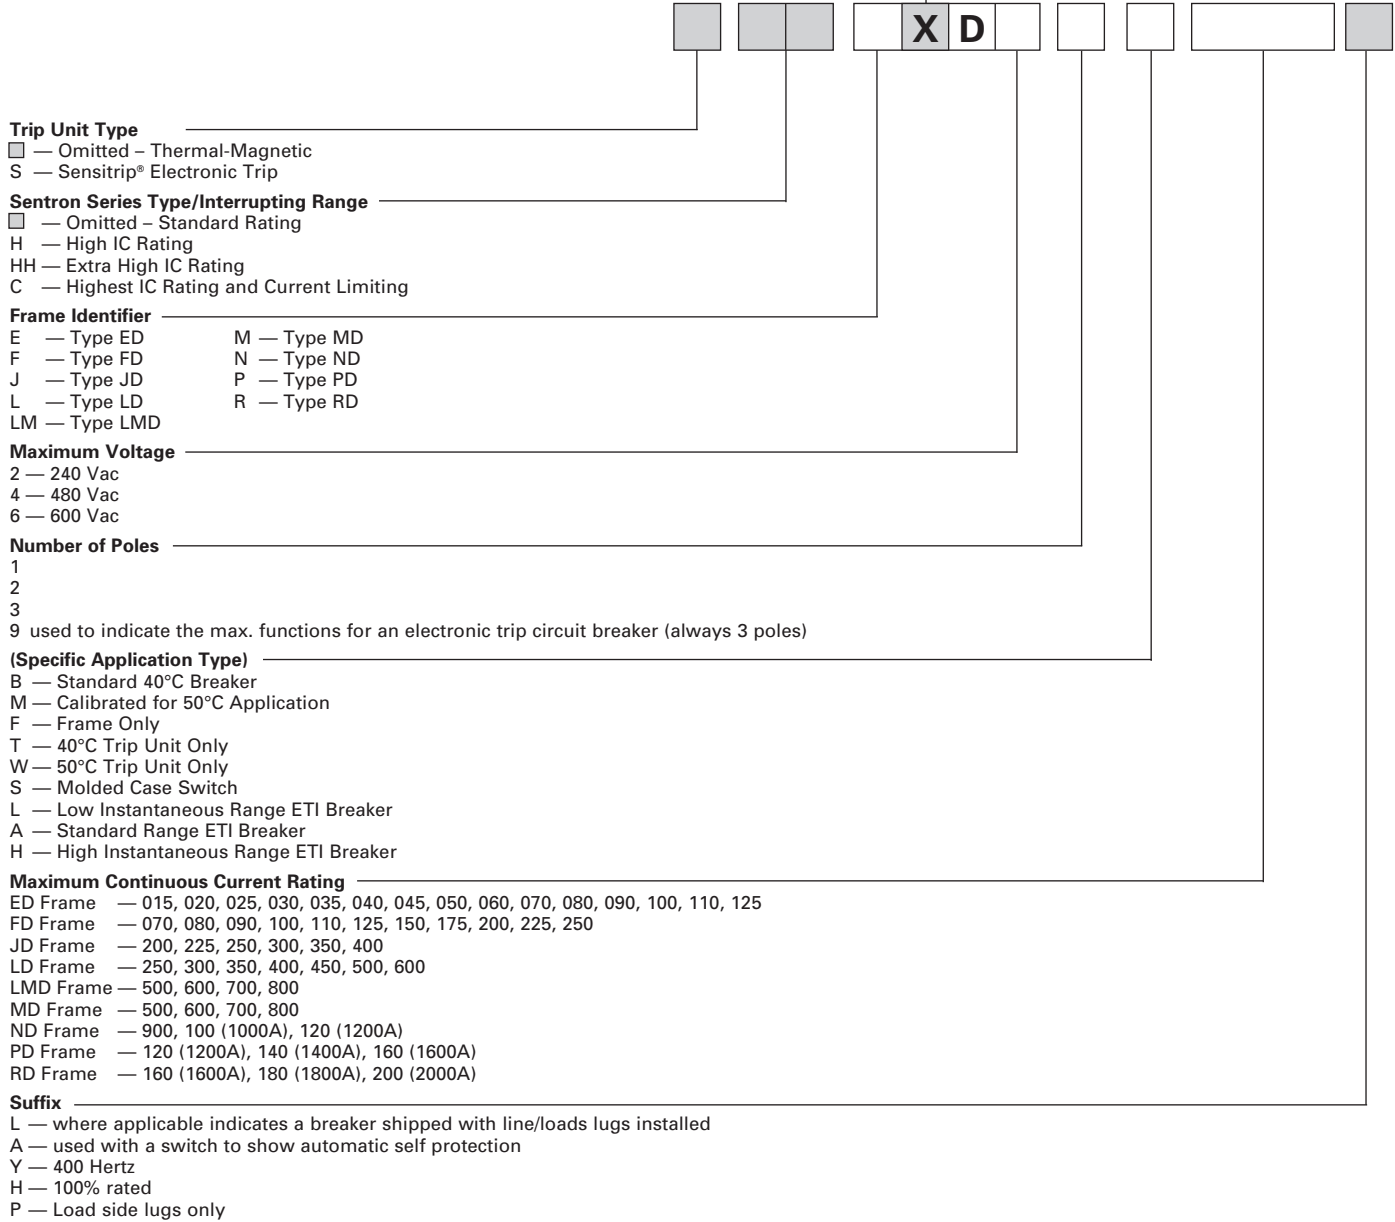 X D
Trip Unit Type
— Omitted – Thermal-Magnetic
S — Sensitrip® Electronic Trip
Sentron Series Type/Interrupting Range
— Omitted – Standard Rating
H — High IC Rating
HH — Extra High IC Rating
C — Highest IC Rating and Current Limiting
Frame Identifier
E — Type ED M — Type MD
F — Type FD N — Type ND
J — Type JD P — Type PD
L — Type LD R — Type RD
LM — Type LMD
Maximum Voltage
2 — 240 Vac
4 — 480 Vac
6 — 600 Vac
Number of Poles
1
2
3
9 used to indicate the max. functions for an electronic trip circuit breaker (always 3 poles)
(Specific Application Type)
B — Standard 40°C Breaker
M — Calibrated for 50°C Application
F — Frame Only
T — 40°C Trip Unit Only
W — 50°C Trip Unit Only
S — Molded Case Switch
L — Low Instantaneous Range ETI Breaker
A — Standard Range ETI Breaker
H — High Instantaneous Range ETI Breaker
Maximum Continuous Current Rating
ED Frame — 015, 020, 025, 030, 035, 040, 045, 050, 060, 070, 080, 090, 100, 110, 125
FD Frame — 070, 080, 090, 100, 110, 125, 150, 175, 200, 225, 250
JD Frame — 200, 225, 250, 300, 350, 400
LD Frame — 250, 300, 350, 400, 450, 500, 600
LMD Frame — 500, 600, 700, 800
MD Frame — 500, 600, 700, 800
ND Frame — 900, 100 (1000A), 120 (1200A)
PD Frame — 120 (1200A), 140 (1400A), 160 (1600A)
RD Frame — 160 (1600A), 180 (1800A), 200 (2000A)
Suffix
L — where applicable indicates a breaker shipped with line/loads lugs installed
A — used with a switch to show automatic self protection
Y — 400 Hertz
H — 100% rated
P — Load side lugs only